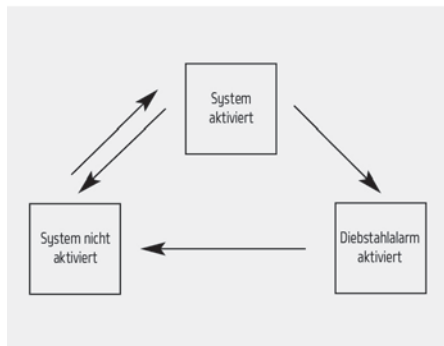 System
aktiviert
System nicht
aktiviert
Diebstahlalarm
aktiviert